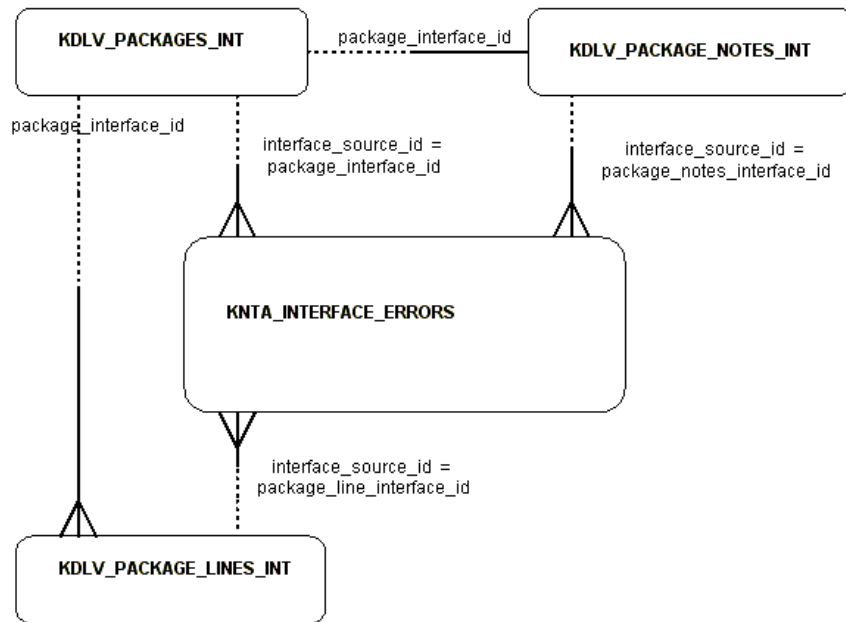 KDLV_PACKAGES_INT
package_interface_id
KDLV_PACKAGE_NOTES_INT
package_interface_id
interface_source_id =
package_interface_id
interface_source_id =
package_notes_interface_id
KNTA_INTERFACE_ERRORS
interface_source_id =
package_line_interface_id
KDLV_PACKAGE_LINES_INT